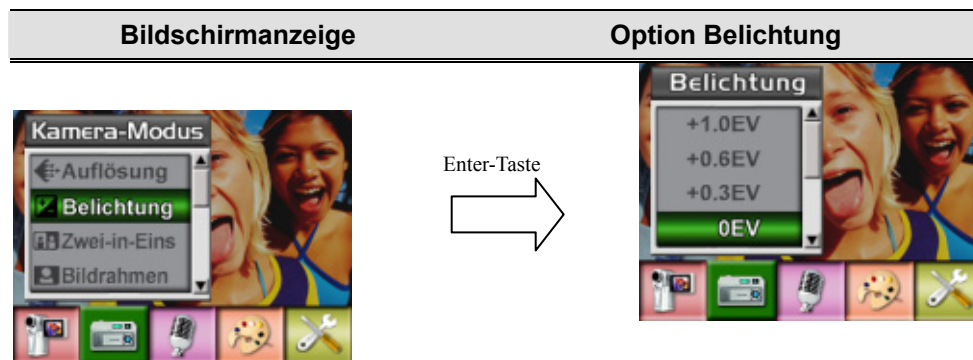 Bildschirmanzeige
Option Belichtung
Kamera-Modus
Auflösung
Belichtung
Zwei-in-Eins
Bildrahmen
Enter-Taste
Belichtung
+1.0EV
+0.6EV
+0.3EV
0EV